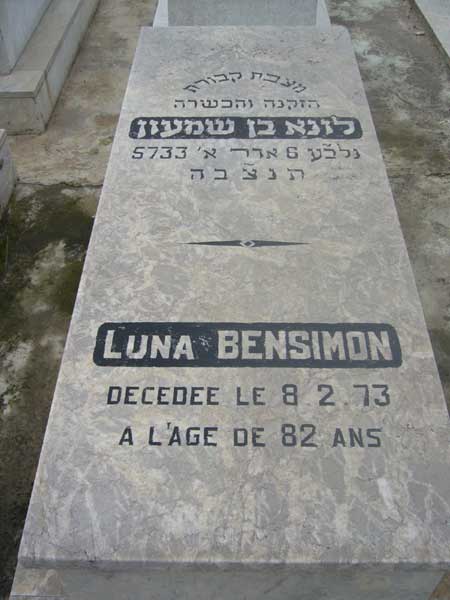 מצבת קבורת
הזקנה והכשרה
לונא בן שמעון
נלב״ע 6 אדר א׳ 5733
ת נ צ ב ה
LUNA BENSIMON
DECEDEE LE 8.2.73
A L'AGE DE 82 ANS